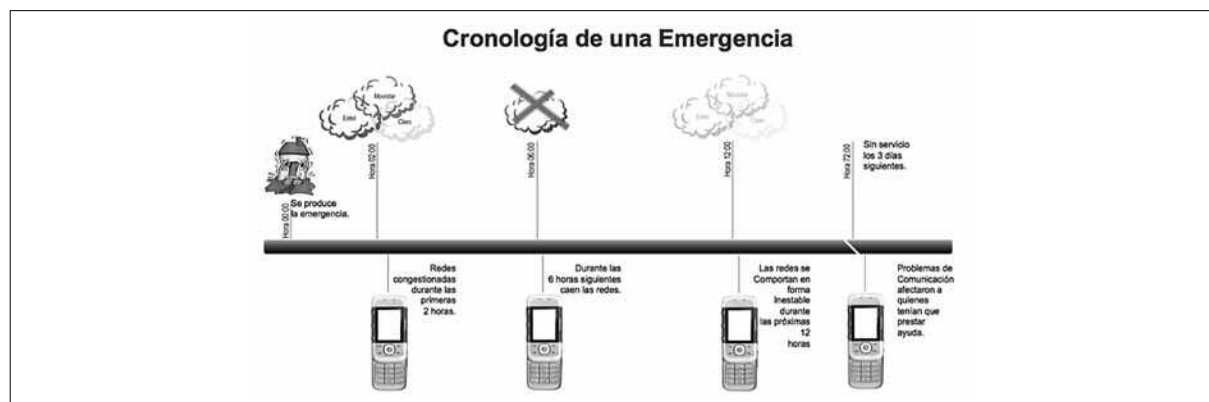 Cronología de una Emergencia
Movistar
Entel
Claro
Movistar
Entel
Claro
Hora 00:00
Hora 02:00
Hora 06:00
Hora 12:00
Hora 72:00
Se produce
la emergencia.
Sin servicio
los 3 días
siguientes.
Redes
congestionadas
durante las
primeras
2 horas.
Durante las
6 horas siguientes
caen las redes.
Las redes se
Comportan en
forma
Inestable
durante
las próximas
12
horas
Problemas de
Comunicación
afectaron a
quienes
tenían que
prestar
ayuda.